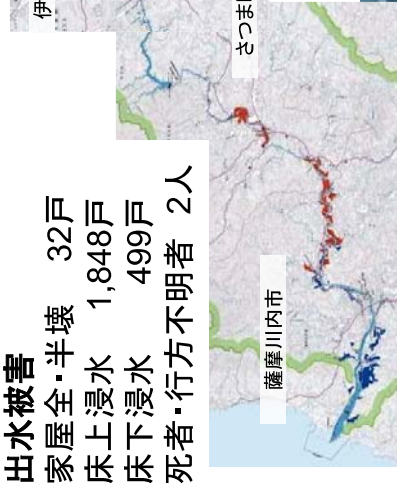 出水被害
家屋全・半壊 32戸
床上浸水 1,848戸
床下浸水 499戸
死者・行方不明者 2人
伊
さつま
薩摩川内市